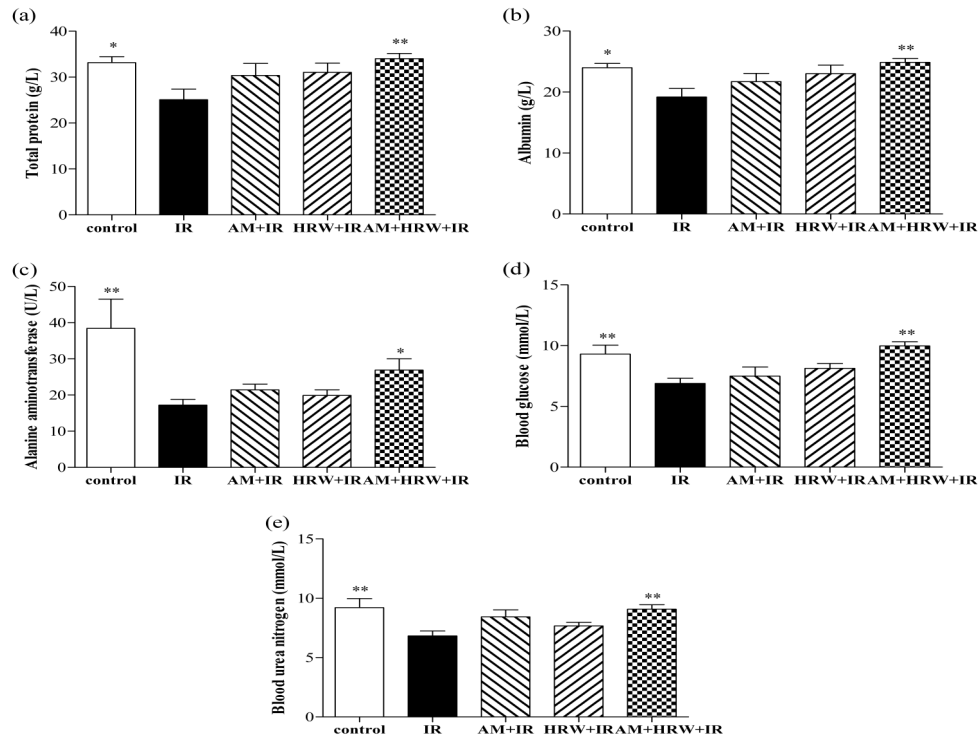 (a)
Total protein (g/L)
40
30
20
10
0
*
**
control IR AM+IR HRW+IR AM+HRW+IR
(b)
Albumin (g/L)
30
20
10
0
*
**
control IR AM+IR HRW+IR AM+HRW+IR
(c)
Alanine aminotransferase (U/L)
50
40
30
20
10
0
**
*
control IR AM+IR HRW+IR AM+HRW+IR
(d)
Blood glucose (mmol/L)
15
10
5
0
**
**
control IR AM+IR HRW+IR AM+HRW+IR
(e)
Blood urea nitrogen (mmol/L)
15
10
5
0
**
**
control IR AM+IR HRW+IR AM+HRW+IR